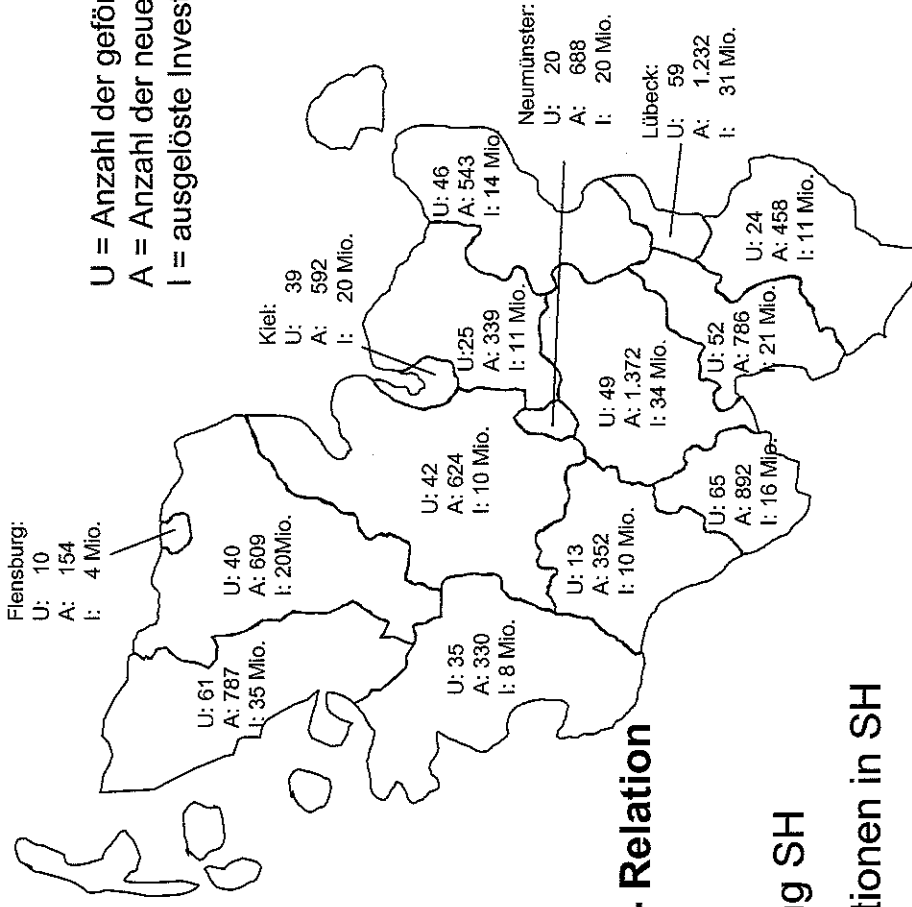 U = Anzahl der
A = Anzahl der neue
I = ausgelöste
Flensburg:
U: 10
A: 154
I: 4 Mio.
Kiel:
U: 39
A: 592
I: 20 Mio.
Neumünster:
U: 20
A: 688
I: 20 Mio.
Lübeck:
U: 59
A: 1.232
I: 31 Mio.
U: 61
A: 787
I: 35 Mio.
U: 40
A: 609
I: 20Mio.
U: 42
A: 624
I: 10 Mio.
U:25
A: 339
I: 11 Mio.
U: 46
A: 543
I: 14 Mio.
U: 35
A: 330
I: 8 Mio.
U: 13
A: 352
I: 10 Mio.
U: 49
A: 1.372
I: 34 Mio.
U: 65
A: 892
I: 16 Mio.
U: 52
A: 786
I: 21 Mio.
U: 24
A: 458
I: 11 Mio.
- Relation
SH
tionen in SH